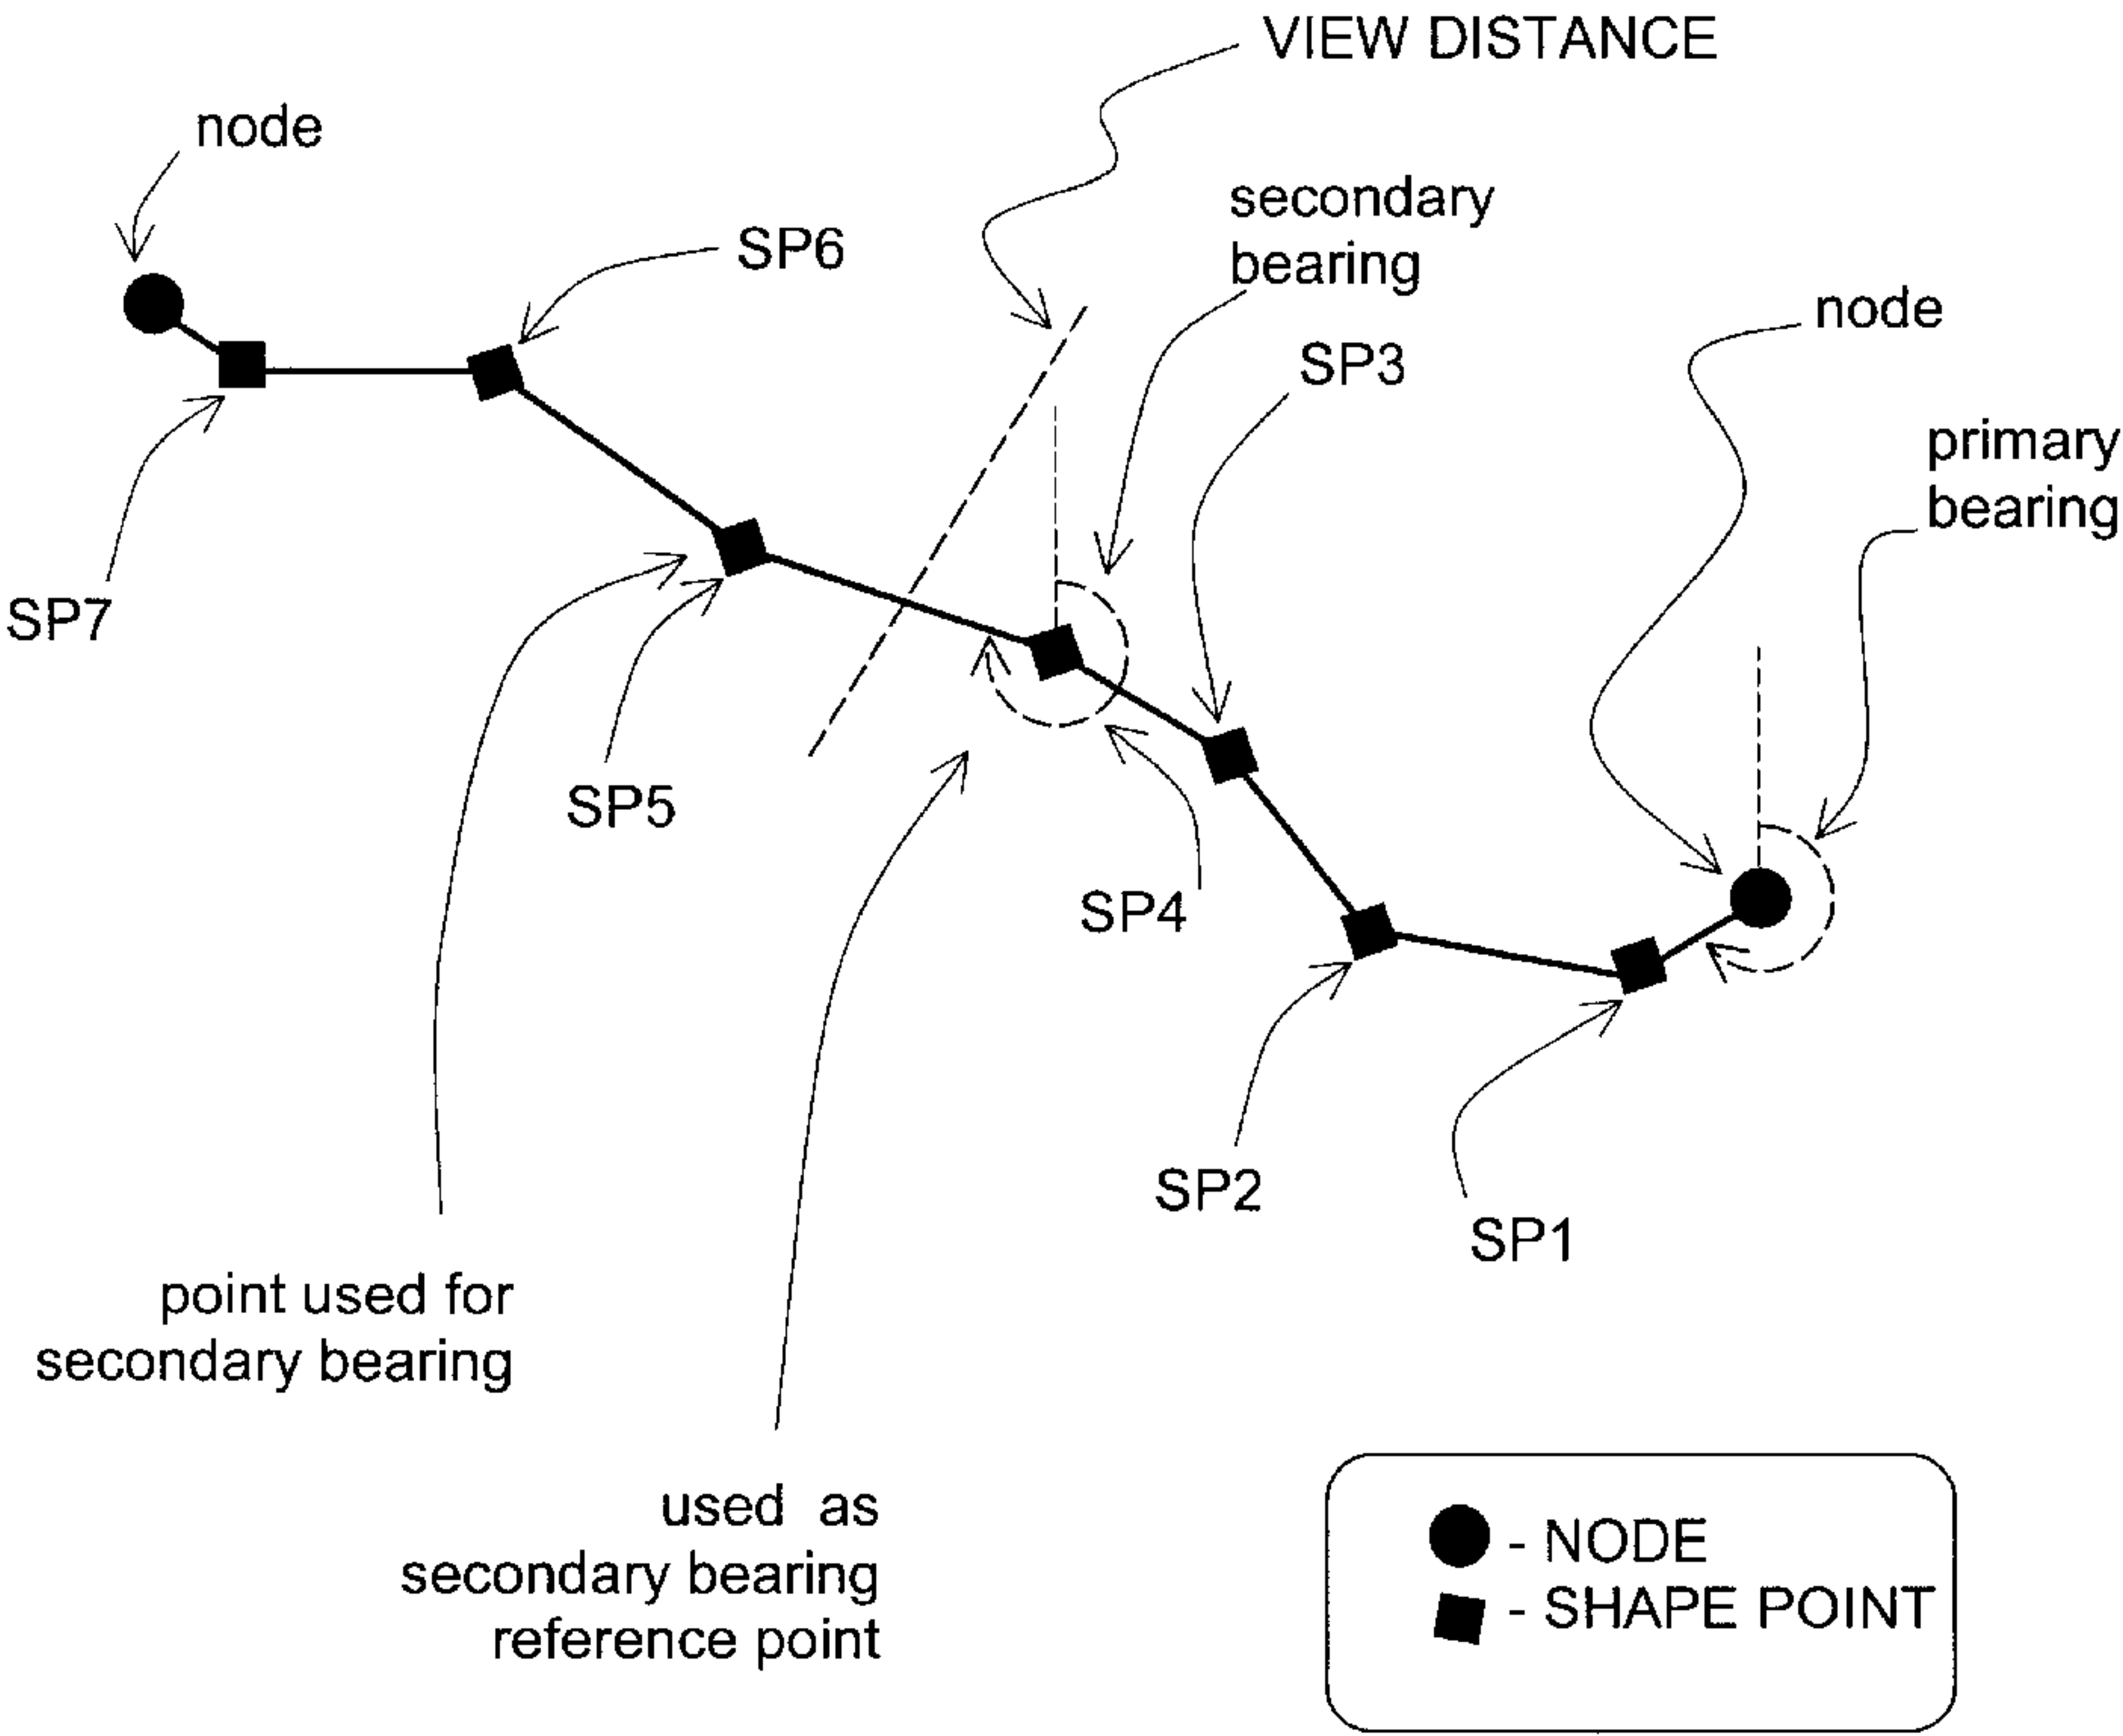 VIEW DISTANCE
node
secondary
bearing
SP6
node
SP3
primary
bearing
SP7
SP5
SP4
SP2
SP1
point used for
secondary bearing
used as
secondary bearing
reference point
- NODE
- SHAPE POINT